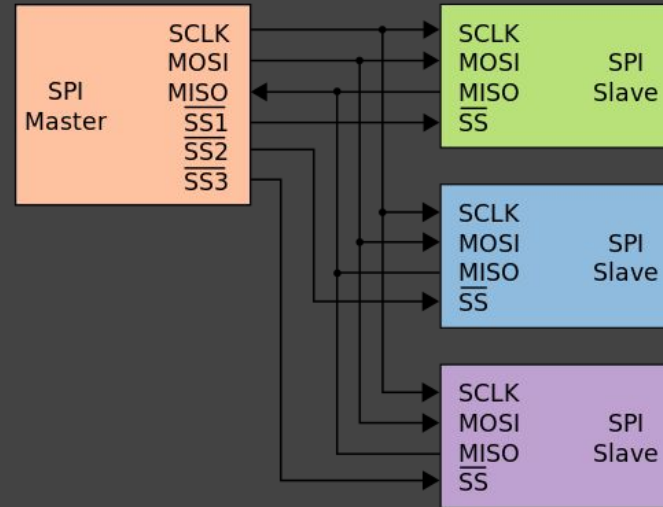 SPI
Master
SCLK
MOSI
MISO
SS1
SS2
SS3
SCLK
MOSI
MISO
SS
SPI
Slave
SCLK
MOSI
MISO
SS
SPI
Slave
SCLK
MOSI
MISO
SS
SPI
Slave